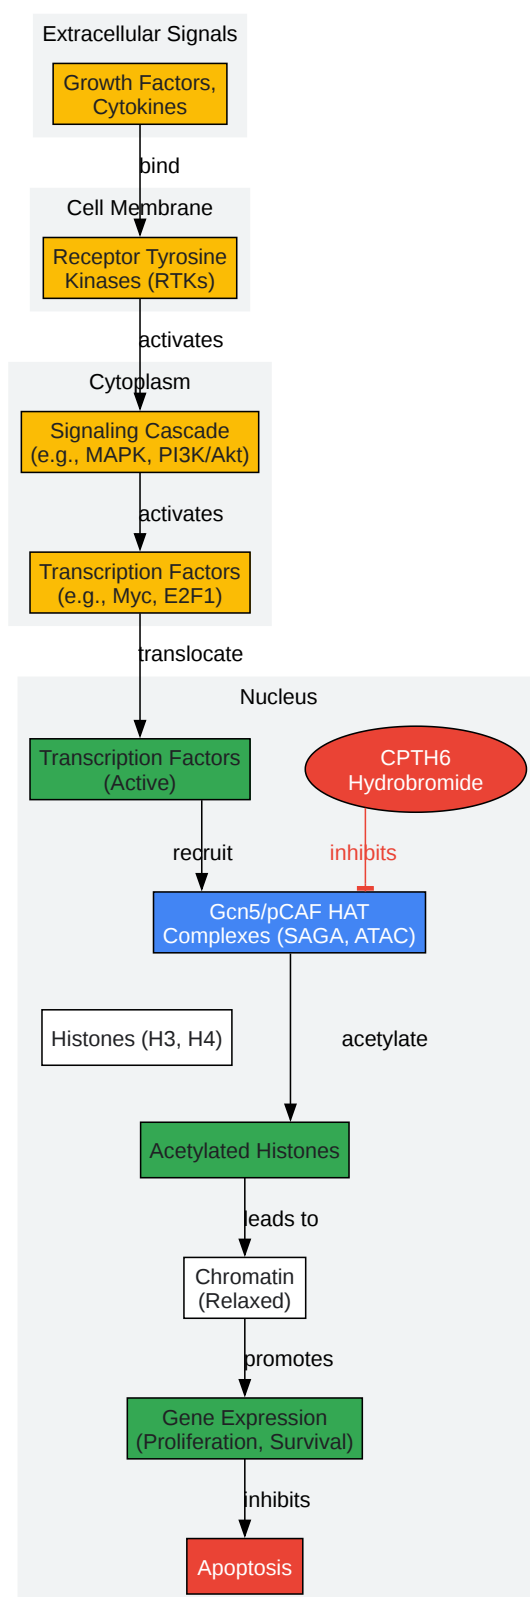 Extracellular Signals
Growth Factors,
Cytokines
bind
Cell Membrane
Receptor Tyrosine
Kinases (RTKs)
activates
Cytoplasm
Signaling Cascade
(e.g., MAPK, PI3K/Akt)
activates
Transcription Factors
(e.g., Myc, E2F1)
translocate
Nucleus
Transcription Factors
(Active)
CPTH6
Hydrobromide
recruit
inhibits
Gcn5/pCAF HAT
Complexes (SAGA, ATAC)
Histones (H3, H4)
acetylate
Acetylated Histones
leads to
Chromatin
(Relaxed)
promotes
Gene Expression
(Proliferation, Survival)
inhibits
Apoptosis